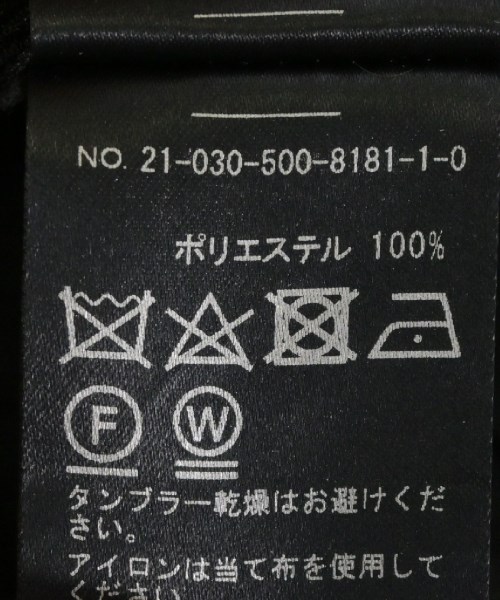 NO. 21-030-500-8181-1-0
ポリエステル 100%
F W
タンブラー乾燥はお避けくだ
さい。
アイロンは当て布を使用して
ください